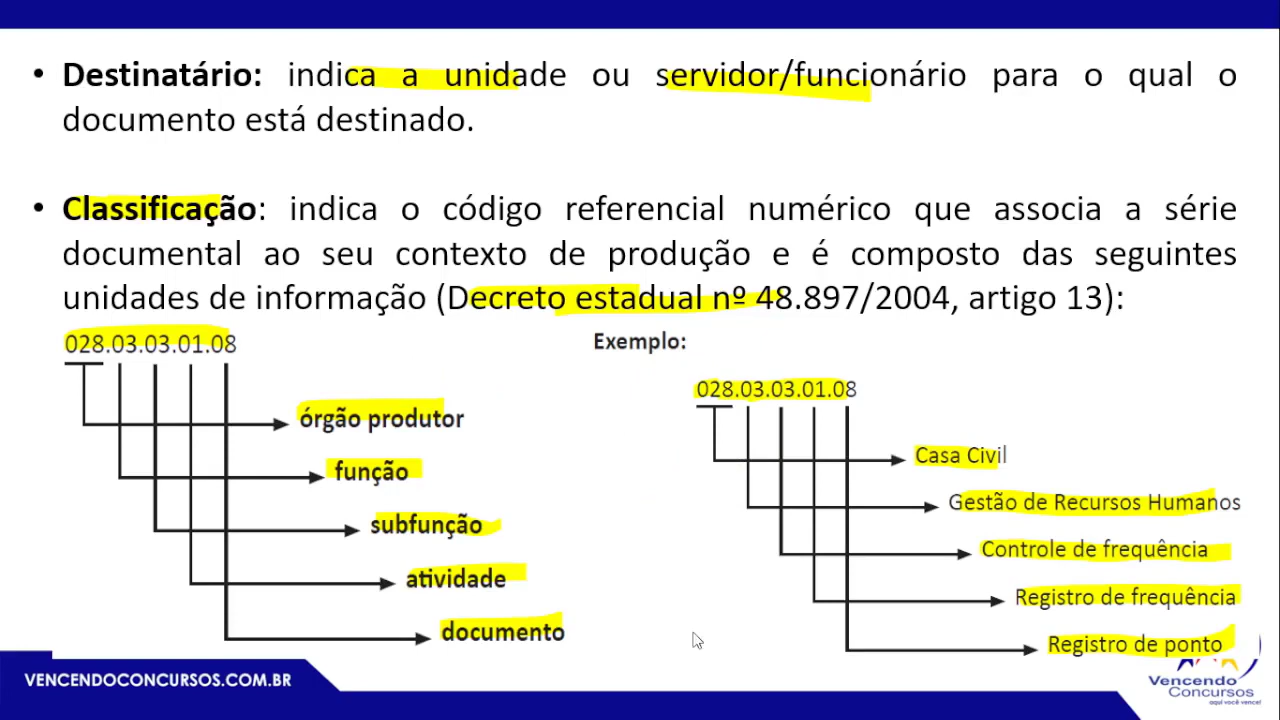 • Destinatário: indica a unidade ou servidor/funcionário para o qual o
documento está destinado.
• Classificação: indica o código referencial numérico que associa a série
documental ao seu contexto de produção e é composto das seguintes
unidades de informação (Decreto estadual nº 48.897/2004, artigo 13):
028.03.03.01.08
órgão produtor
função
subfunção
atividade
documento
Exemplo:
028.03.03.01.08
Casa Civil
Gestão de Recursos Humanos
Controle de frequência
Registro de frequência
Registro de ponto
VENCENDOCONCURSOS.COM.BR
Vencendo
Concursos
aqui você vence!